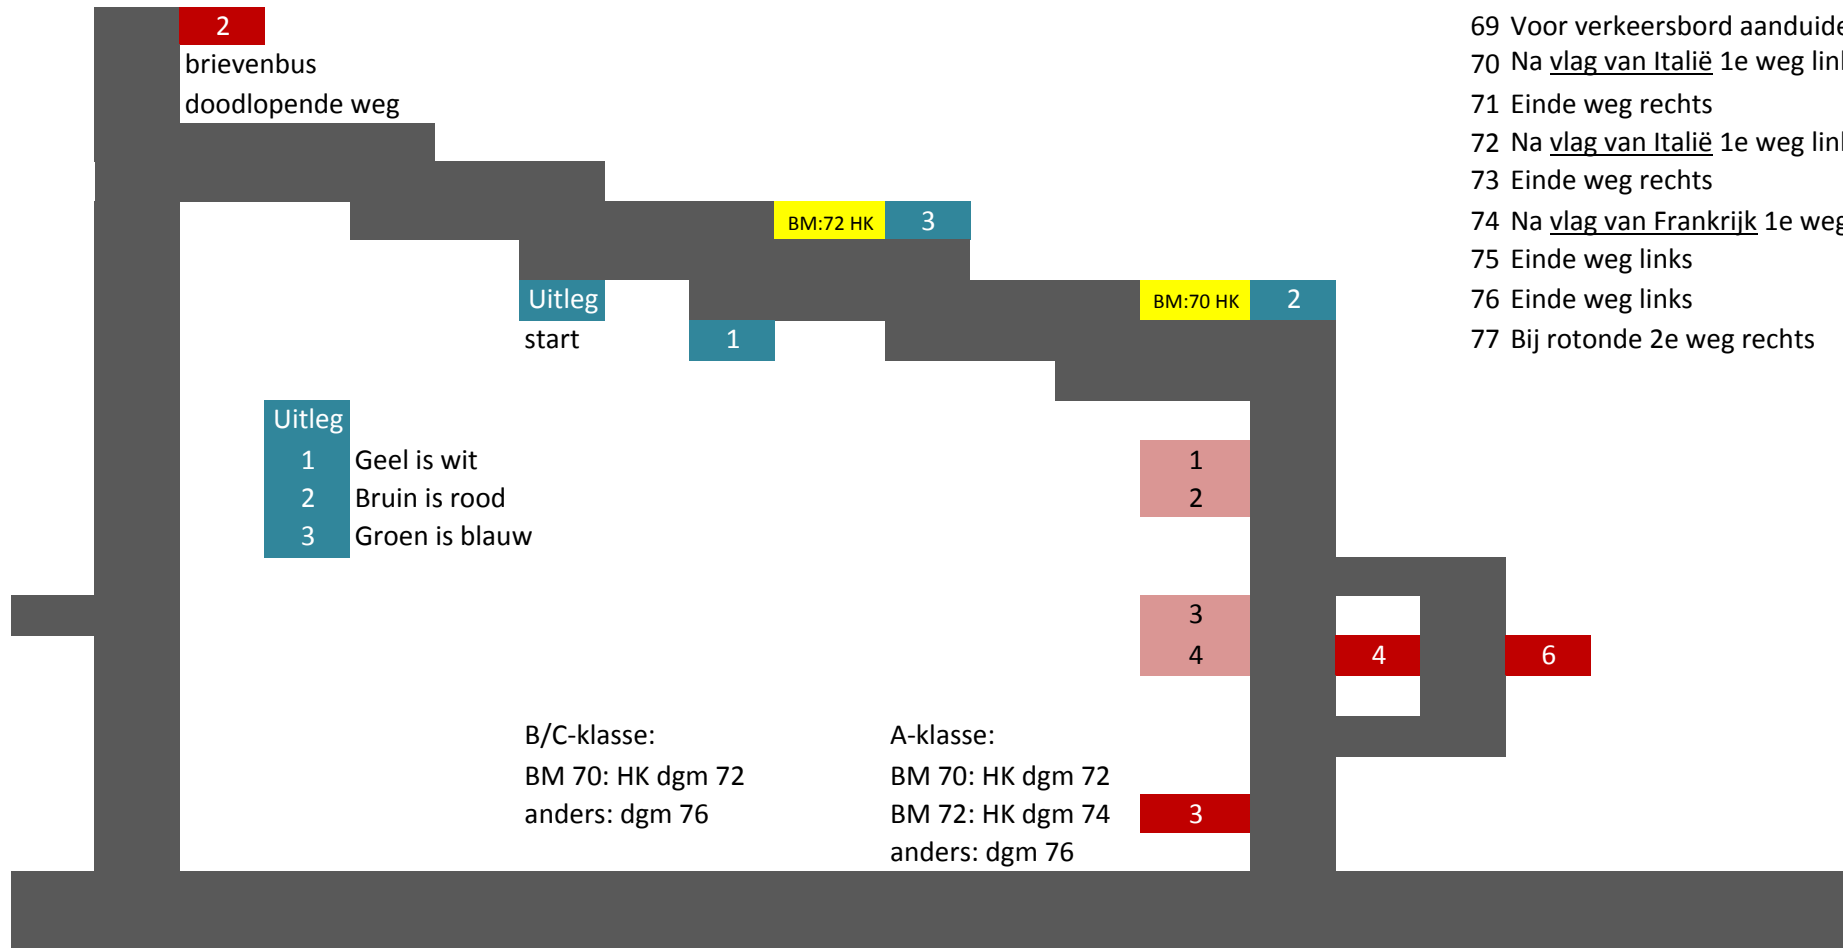 2
brievenbus
doodlopende weg
69 Voor verkeersbord
70 Na vlag van Italië 1e weg
71 Einde weg rechts
72 Na vlag van Italië 1e weg
73 Einde weg rechts
74 Na vlag van Frankrijk 1e
75 Einde weg links
76 Einde weg links
77 Bij rotonde 2e weg rechts
BM:72 HK 3
Uitleg
start
1
BM:70 HK 2
Uitleg
1 Geel is wit
2 Bruin is rood
3 Groen is blauw
1
2
3
4
4
6
B/C-klasse:
BM 70: HK dgm 72
anders: dgm 76
A-klasse:
BM 70: HK dgm 72
BM 72: HK dgm 74
anders: dgm 76
3